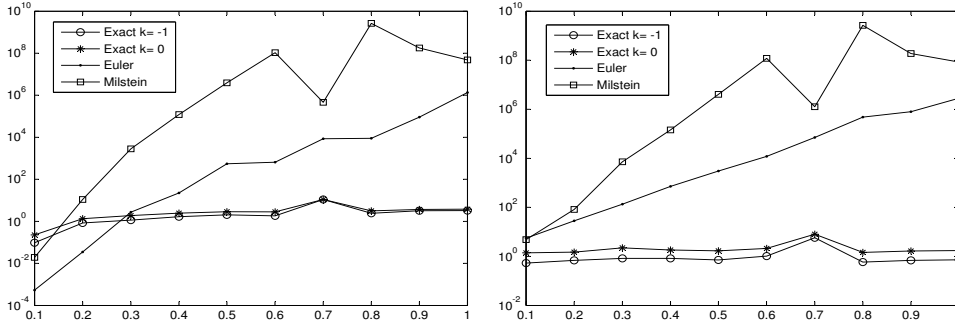 10^10
10^8
10^6
10^4
10^2
10^0
10^-2
10^-4
Exact k= -1
Exact k= 0
Euler
Milstein
0.1 0.2 0.3 0.4 0.5 0.6 0.7 0.8 0.9 1
10^10
10^8
10^6
10^4
10^2
10^0
10^-2
Exact k= -1
Exact k= 0
Euler
Milstein
0.1 0.2 0.3 0.4 0.5 0.6 0.7 0.8 0.9